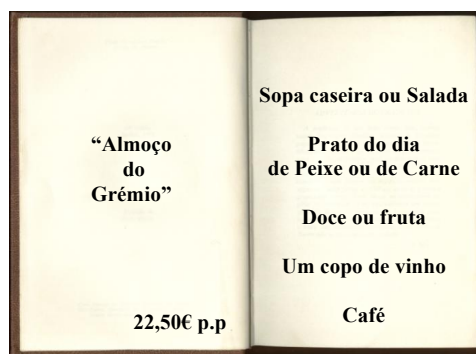 “Almoço
do
Grémio”
22,50€ p.p
Sopa caseira ou Salada
Prato do dia
de Peixe ou de Carne
Doce ou fruta
Um copo de vinho
Café